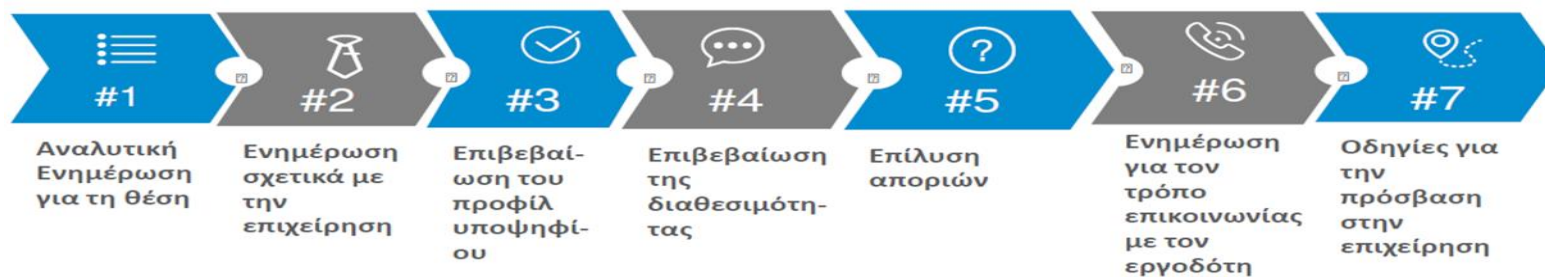 #1
Αναλυτική
Ενημέρωση
για τη θέση
#2
Ενημέρωση
σχετικά με
την
επιχείρηση
#3
Επιβεβαί-
ωση του
προφίλ
υποψηφί-
ου
#4
Επιβεβαίωση
της
διαθεσιμότη-
τας
#5
?
Επίλυση
αποριών
#6
Ενημέρωση
για τον
τρόπο
επικοινωνίας
με τον
εργοδότη
#7
Οδηγίες για
την
πρόσβαση
στην
επιχείρηση